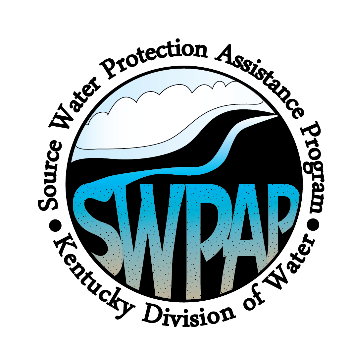 Source Water Protection Assistance Program
SWPAP
Kentucky Division of Water